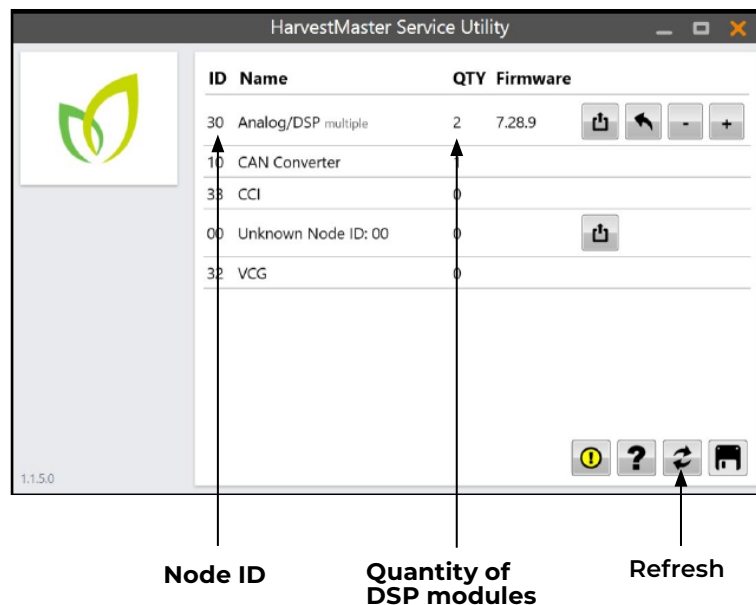 HarvestMaster Service Utility
ID Name QTY Firmware
30 Analog/DSP multiple 2 7.28.9 - +
10 CAN Converter 1
33 CCI 0
00 Unknown Node ID: 00 0
32 VCG 0
1.1.5.0
Node ID
Quantity of
DSP modules
Refresh